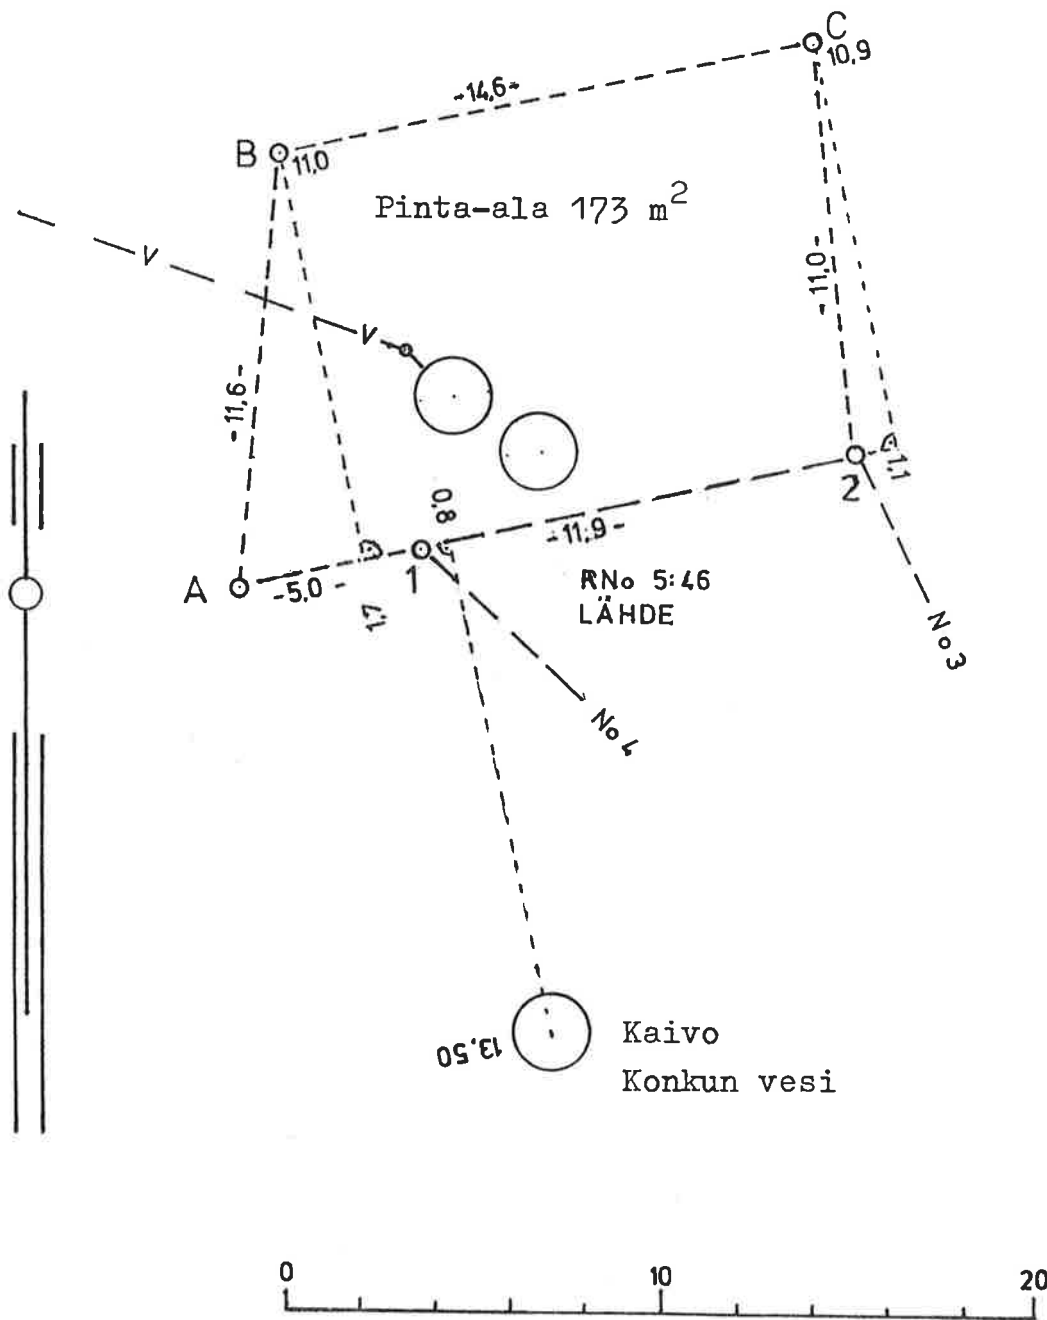 C
10,9
-14,6-
B
11,0
Pinta-ala 173 m²
V
-11,0-
V
-11,6-
1,1
2
0,8
-11,9-
A
-5,0-
1
RNo 5:46
LÄHDE
1,7
No 3
No 4
13,50
Kaivo
Konkun vesi
0
10
20